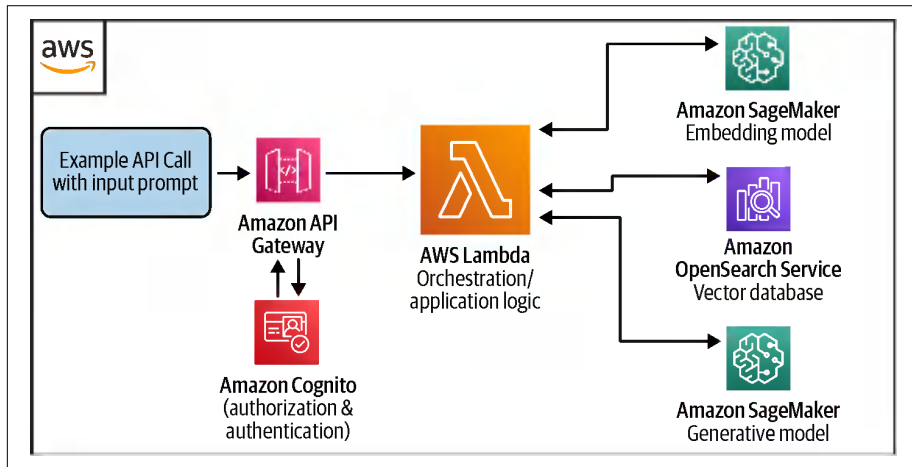 aws
Example API Call
with input prompt
Amazon API
Gateway
Amazon Cognito
(authorization &
authentication)
AWS Lambda
Orchestration/
application logic
Amazon SageMaker
Embedding model
Amazon
OpenSearch Service
Vector database
Amazon SageMaker
Generative model